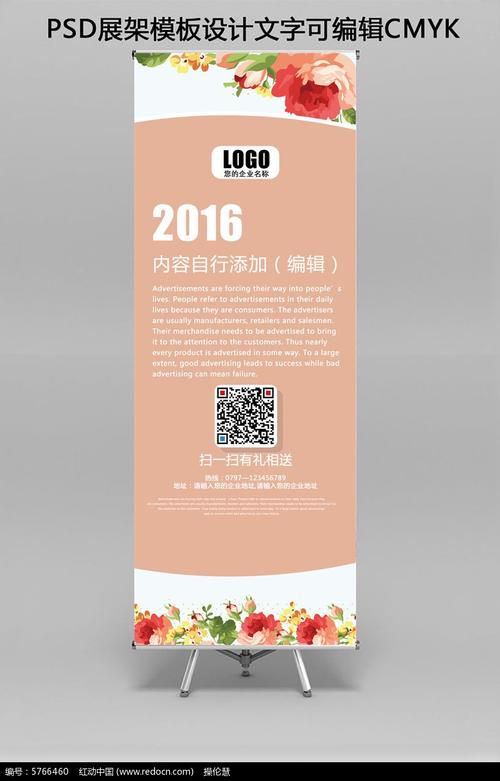 PSD展架模板设计文字可编辑CMYK
LOGO
您的企业名称
2016
内容自行添加（编辑）
Advertisements are forcing their way into people’s
lives. People refer to advertisements in their daily
lives because they are consumers. The advertisers
are usually manufacturers, retailers and salesmen.
Their merchandise needs to be advertised to bring
it to the attention to the customers. Thus nearly
every product is advertised in some way. To a large
extent, good advertising leads to success while bad
advertising can mean failure.
扫一扫有礼相送
热线：0797—123456789
地址：请输入您的企业地址,请输入您的企业地址
编号：5766460 红动中国 (www.redocn.com) 操伦慧